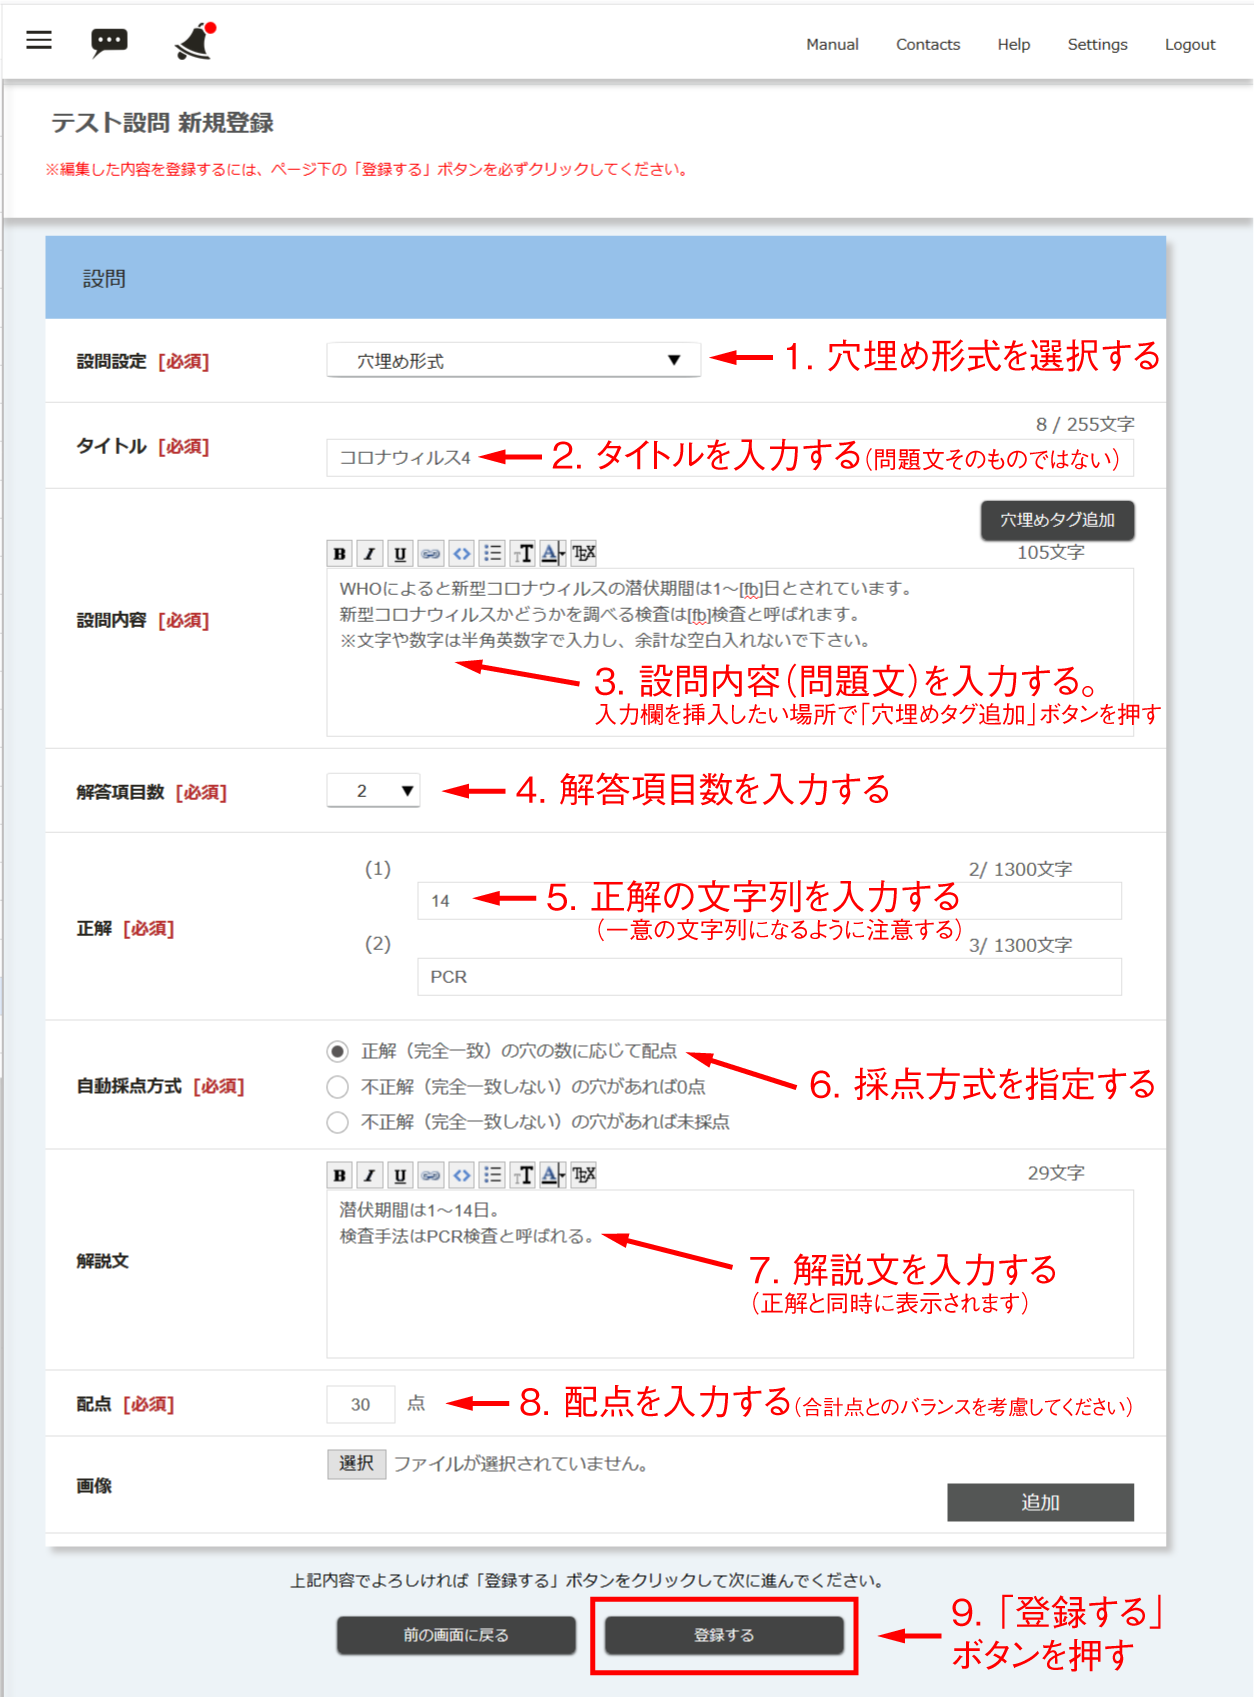 Manual Contacts Help Settings Logout
テスト設問 新規登録
※編集した内容を登録するには、ページ下の「登録する」ボタンを必ずクリックしてください。
設問
設問設定 [必須]
穴埋め形式 ▼
1. 穴埋め形式を選択する
8 / 255文字
タイトル [必須]
コロナウィルス4
2. タイトルを入力する(問題文そのものではない)
穴埋めタグ追加
B I U <> TT A TEX
105文字
設問内容 [必須]
WHOによると新型コロナウィルスの潜伏期間は1～[fb]日とされています。
新型コロナウィルスかどうかを調べる検査は[fb]検査と呼ばれます。
※文字や数字は半角英数字で入力し、余計な空白入れないで下さい。
3. 設問内容(問題文)を入力する。
入力欄を挿入したい場所で「穴埋めタグ追加」ボタンを押す
解答項目数 [必須]
2 ▼
4. 解答項目数を入力する
正解 [必須]
(1)
2/ 1300文字
14
5. 正解の文字列を入力する
(一意の文字列になるように注意する)
(2)
3/ 1300文字
PCR
自動採点方式 [必須]
正解（完全一致）の穴の数に応じて配点
不正解（完全一致しない）の穴があれば0点
不正解（完全一致しない）の穴があれば未採点
6. 採点方式を指定する
B I U <> TT A TEX
29文字
解説文
潜伏期間は1～14日。
検査手法はPCR検査と呼ばれる。
7. 解説文を入力する
(正解と同時に表示されます)
配点 [必須]
30 点
8. 配点を入力する(合計点とのバランスを考慮してください)
画像
選択 ファイルが選択されていません。
追加
上記内容でよろしければ「登録する」ボタンをクリックして次に進んでください。
前の画面に戻る
登録する
9.「登録する」
ボタンを押す